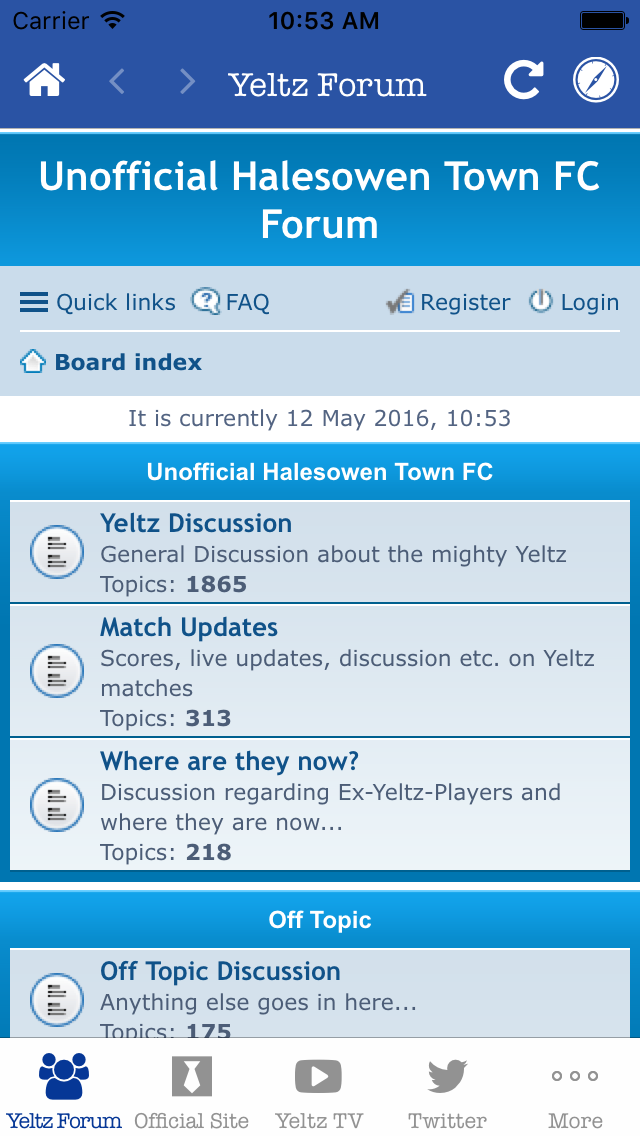 Carrier 10:53 AM
Yeltz Forum
Unofficial Halesowen Town FC
Forum
Quick links FAQ Register Login
Board index
It is currently 12 May 2016, 10:53
Unofficial Halesowen Town FC
Yeltz Discussion
General Discussion about the mighty Yeltz
Topics: 1865
Match Updates
Scores, live updates, discussion etc. on Yeltz
matches
Topics: 313
Where are they now?
Discussion regarding Ex-Yeltz-Players and
where they are now...
Topics: 218
Off Topic
Off Topic Discussion
Anything else goes in here...
Topics: 175
Yeltz Forum Official Site Yeltz TV Twitter More